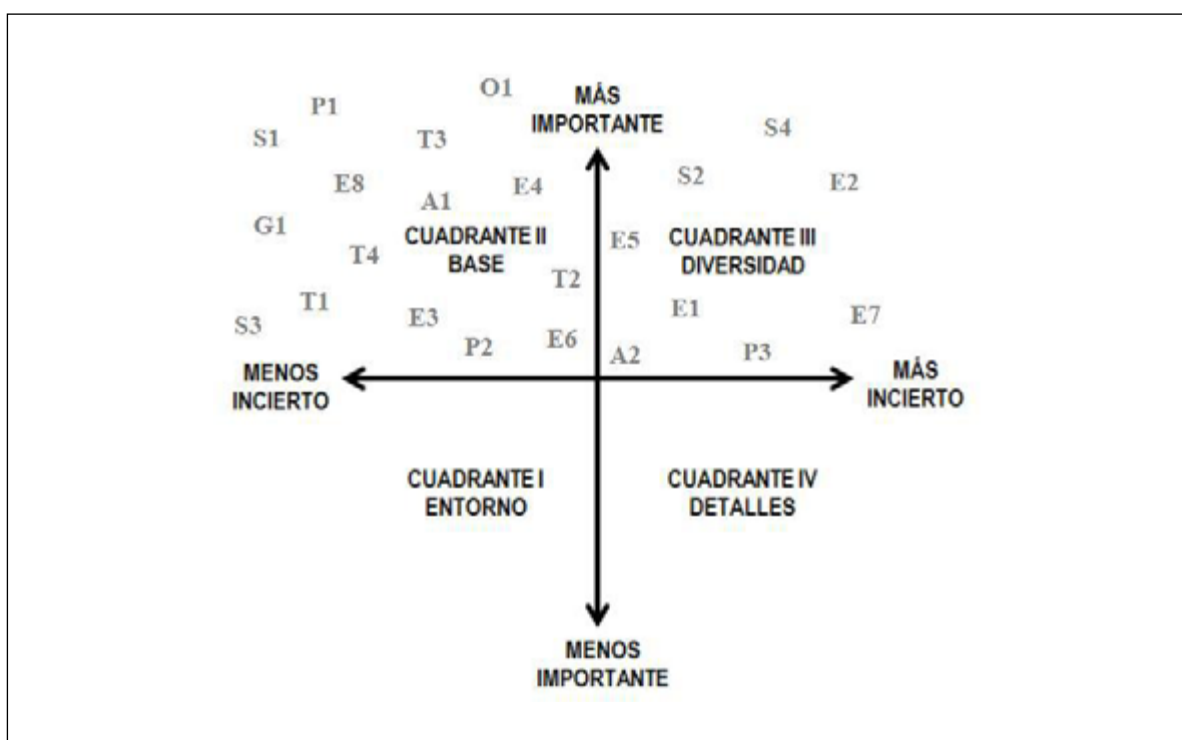 O1
MÁS
IMPORTANTE
P1
S1
T3
S4
E8
A1
E4
S2
E2
G1
CUADRANTE II
BASE
E5
CUADRANTE III
DIVERSIDAD
T4
T2
T1
S3
E3
P2
E6
E1
E7
A2
P3
MENOS
INCIERTO
MÁS
INCIERTO
CUADRANTE I
ENTORNO
CUADRANTE IV
DETALLES
MENOS
IMPORTANTE